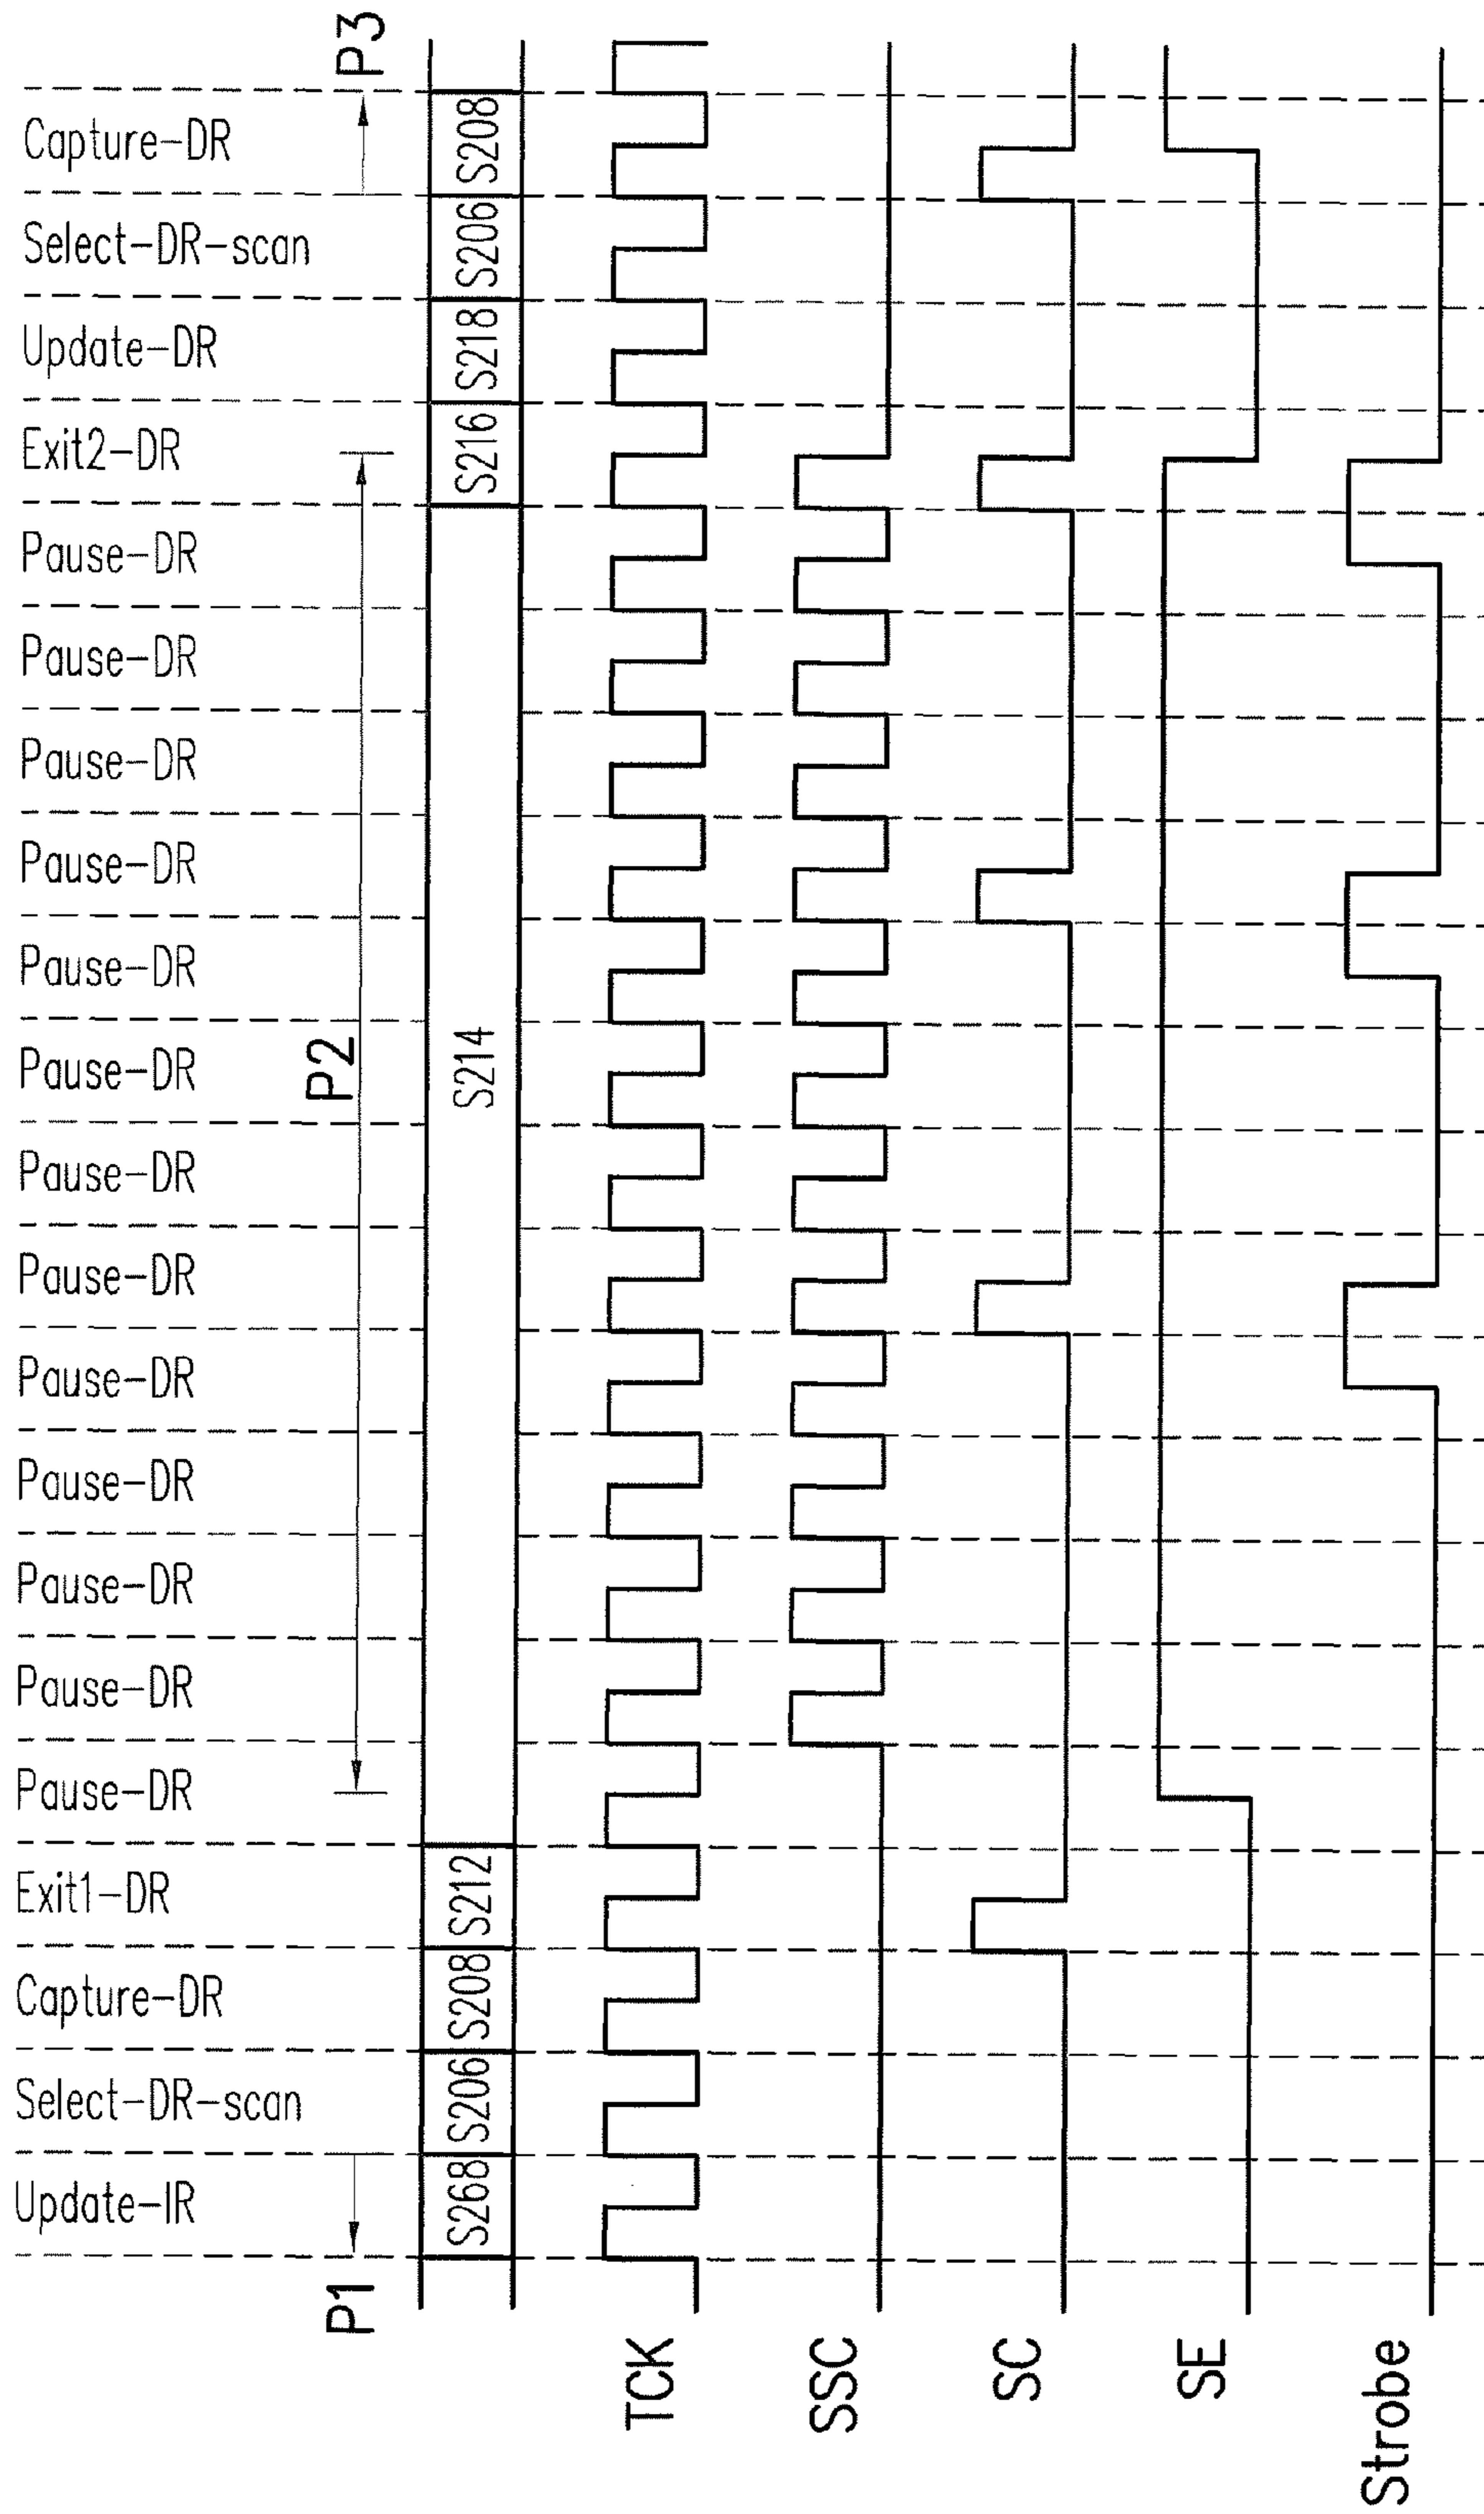 Capture-DR
Select-DR-scan
Update-DR
Exit2-DR
Pause-DR
Pause-DR
Pause-DR
Pause-DR
Pause-DR
Pause-DR
Pause-DR
Pause-DR
Pause-DR
Pause-DR
Pause-DR
Pause-DR
Pause-DR
Exit1-DR
Capture-DR
Select-DR-scan
Update-IR
P1
P2
P3
S268
S206
S208
S212
S214
S216
S218
S206
S208
TCK
SSC
SC
SE
Strobe